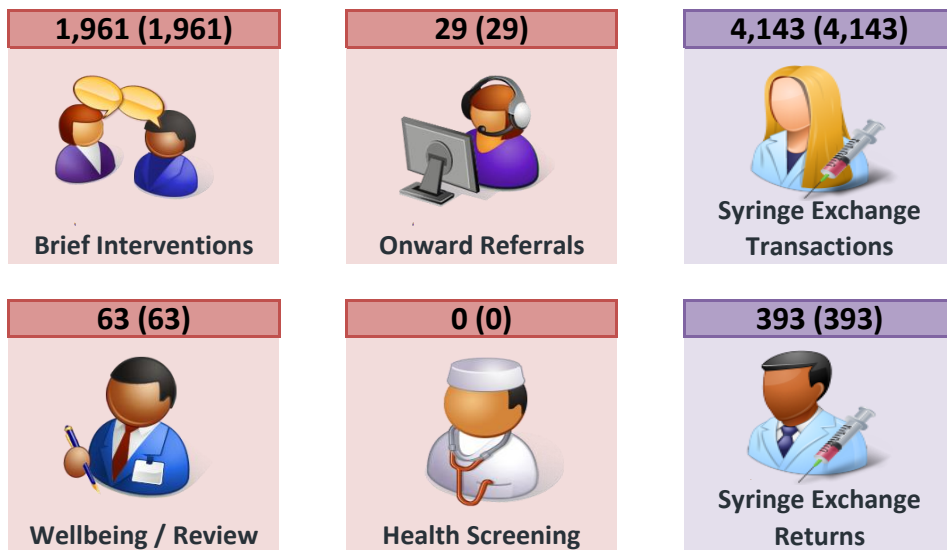 1,961 (1,961)
Brief Interventions
29 (29)
Onward Referrals
4,143 (4,143)
Syringe Exchange
Transactions
63 (63)
Wellbeing / Review
0 (0)
Health Screening
393 (393)
Syringe Exchange
Returns